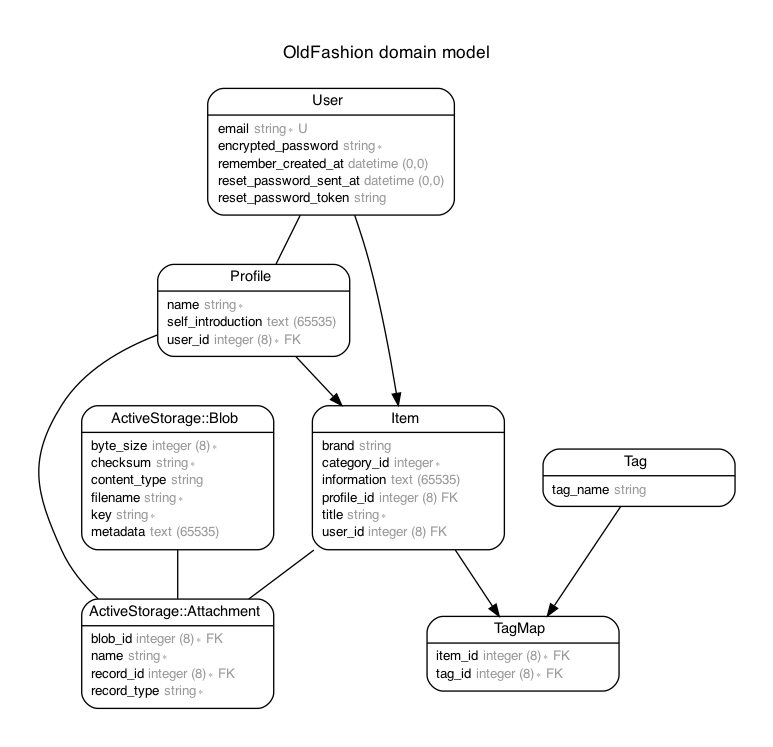 OldFashion domain model
User
email string∗ U
encrypted_password string∗
remember_created_at datetime (0,0)
reset_password_sent_at datetime (0,0)
reset_password_token string
Profile
name string∗
self_introduction text (65535)
user_id integer (8)∗ FK
ActiveStorage::Blob
byte_size integer (8)∗
checksum string∗
content_type string
filename string∗
key string∗
metadata text (65535)
Item
brand string
category_id integer∗
information text (65535)
profile_id integer (8) FK
title string∗
user_id integer (8) FK
Tag
tag_name string
ActiveStorage::Attachment
blob_id integer (8)∗ FK
name string∗
record_id integer (8)∗ FK
record_type string∗
TagMap
item_id integer (8)∗ FK
tag_id integer (8)∗ FK